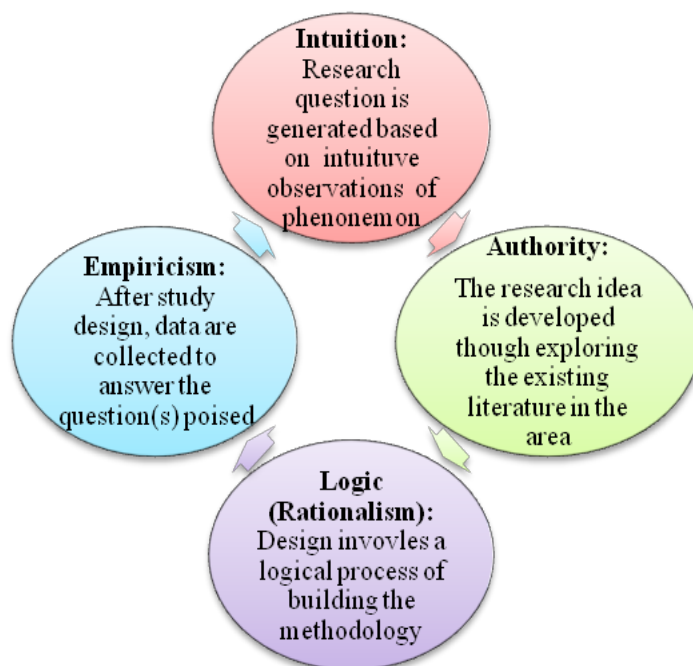 Intuition:
Research
question is
generated based
on intuituve
observations of
phenonemon
Authority:
The research idea
is developed
though exploring
the existing
literature in the
area
Logic
(Rationalism):
Design invovles a
logical process of
building the
methodology
Empiricism:
After study
design, data are
collected to
answer the
question(s) poised